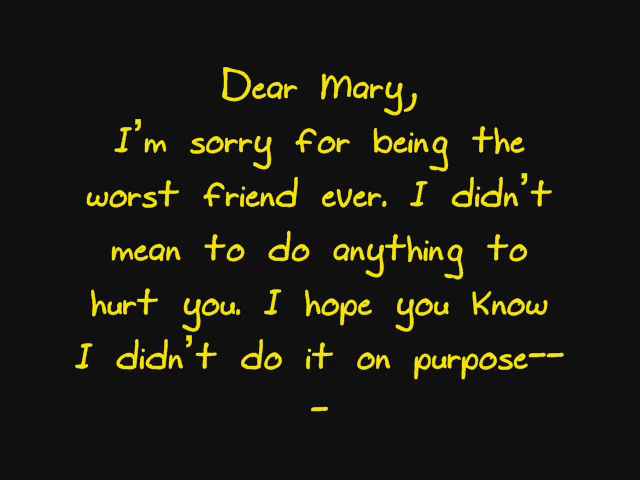 Dear Mary,
I'm sorry for being the
worst friend ever. I didn't
mean to do anything to
hurt you. I hope you know
I didn't do it on purpose--
-